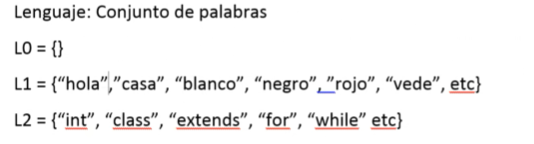 Lenguaje: Conjunto de palabras
L0 = {}
L1 = {“hola”,”casa”, “blanco”, “negro”, ”rojo”, “vede”, etc}
L2 = {“int”, “class”, “extends”, “for”, “while” etc}